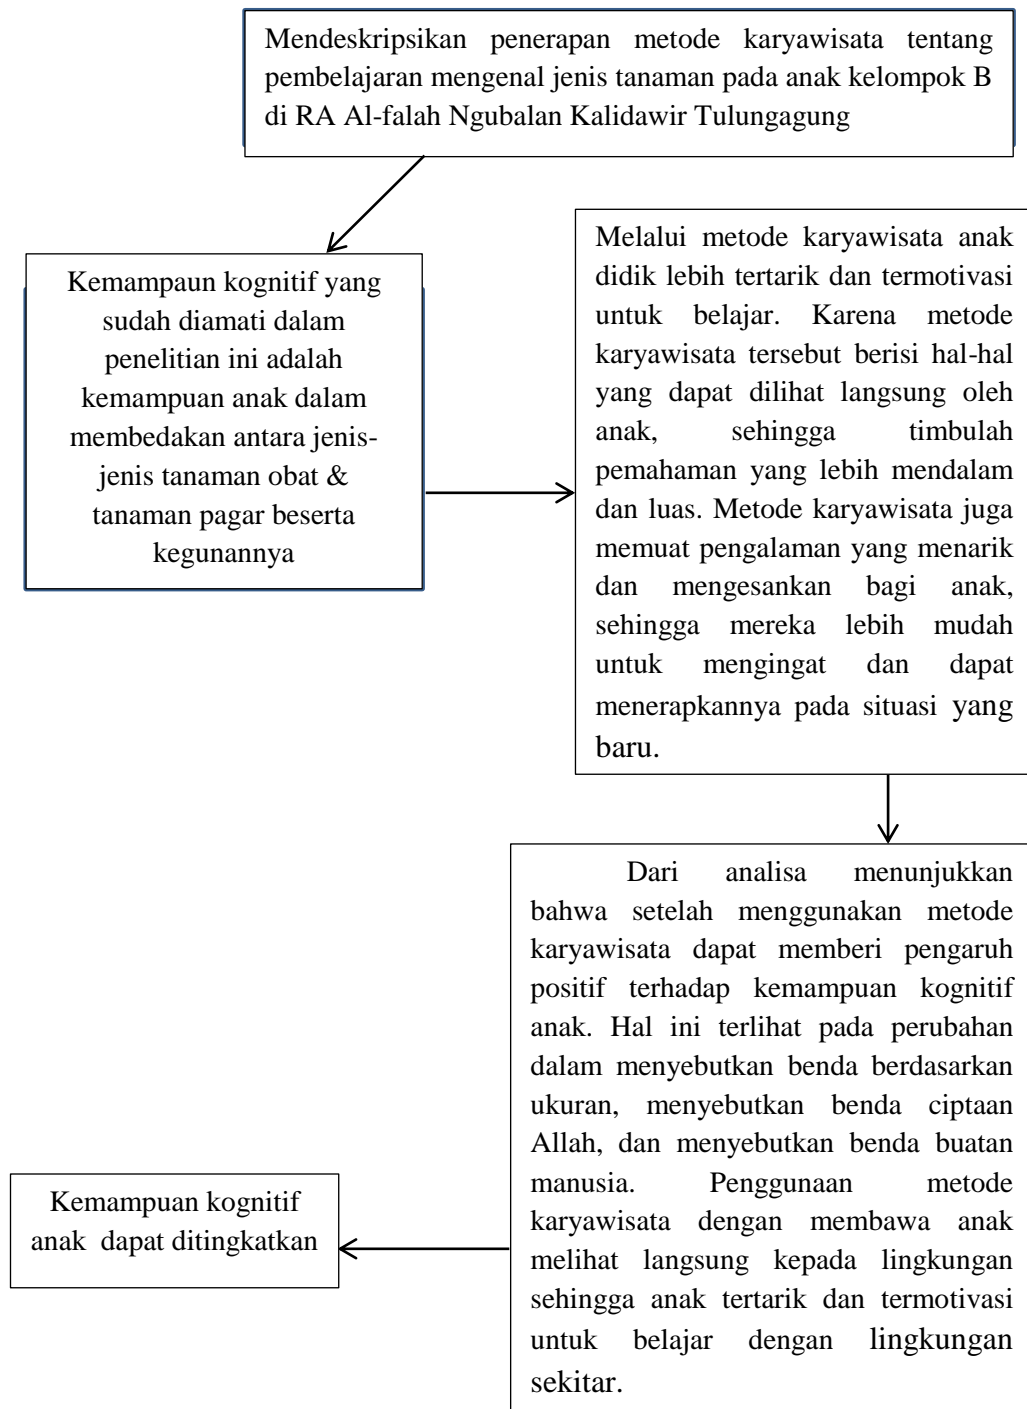 Mendeskripsikan penerapan metode karyawisata tentang
pembelajaran mengenal jenis tanaman pada anak kelompok B
di RA Al-falah Ngubalan Kalidawir Tulungagung
Kemampaun kognitif yang
sudah diamati dalam
penelitian ini adalah
kemampuan anak dalam
membedakan antara jenis-
jenis tanaman obat &
tanaman pagar beserta
kegunannya
Melalui metode karyawisata anak
didik lebih tertarik dan termotivasi
untuk belajar. Karena metode
karyawisata tersebut berisi hal-hal
yang dapat dilihat langsung oleh
anak, sehingga timbulah
pemahaman yang lebih mendalam
dan luas. Metode karyawisata juga
memuat pengalaman yang menarik
dan mengesankan bagi anak,
sehingga mereka lebih mudah
untuk mengingat dan dapat
menerapkannya pada situasi yang
baru.
Dari analisa menunjukkan
bahwa setelah menggunakan metode
karyawisata dapat memberi pengaruh
positif terhadap kemampuan kognitif
anak. Hal ini terlihat pada perubahan
dalam menyebutkan benda berdasarkan
ukuran, menyebutkan benda ciptaan
Allah, dan menyebutkan benda buatan
manusia. Penggunaan metode
karyawisata dengan membawa anak
melihat langsung kepada lingkungan
sehingga anak tertarik dan termotivasi
untuk belajar dengan lingkungan
sekitar.
Kemampuan kognitif
anak dapat ditingkatkan